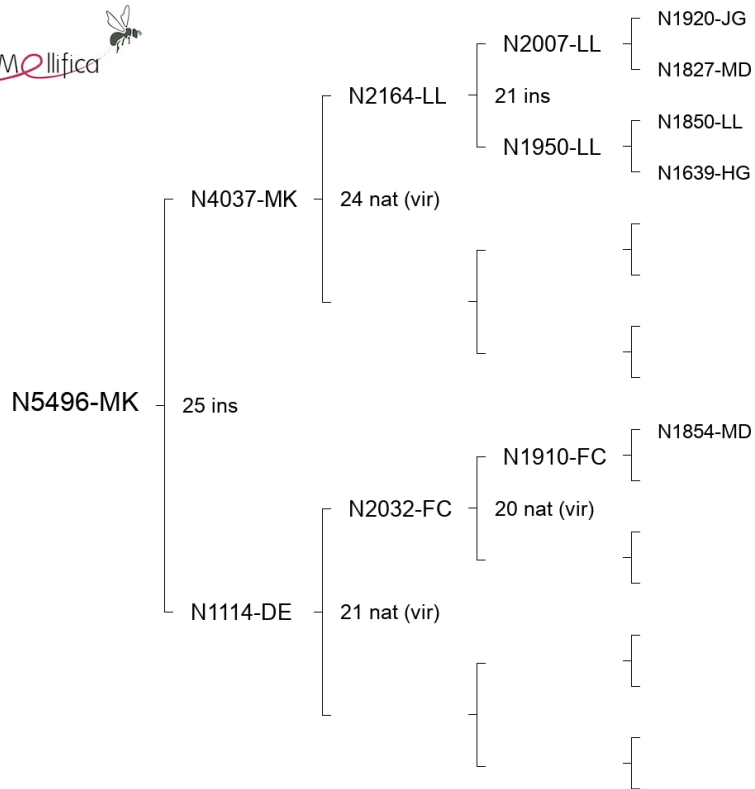 Mellifica
N1920-JG
N2007-LL
N1827-MD
N2164-LL
21 ins
N1850-LL
N1950-LL
N1639-HG
N4037-MK
24 nat (vir)
N5496-MK
25 ins
N1854-MD
N1910-FC
N2032-FC
20 nat (vir)
N1114-DE
21 nat (vir)